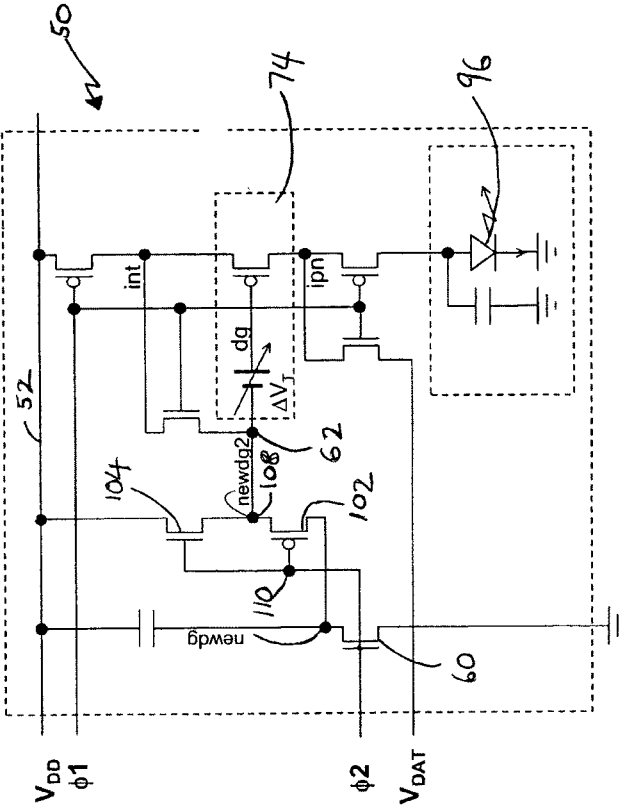 50
74
96
52
int
dg
ΔV_J
ipn
newdg2
62
108
104
102
110
newdg
60
V_DD
φ1
φ2
V_DAT